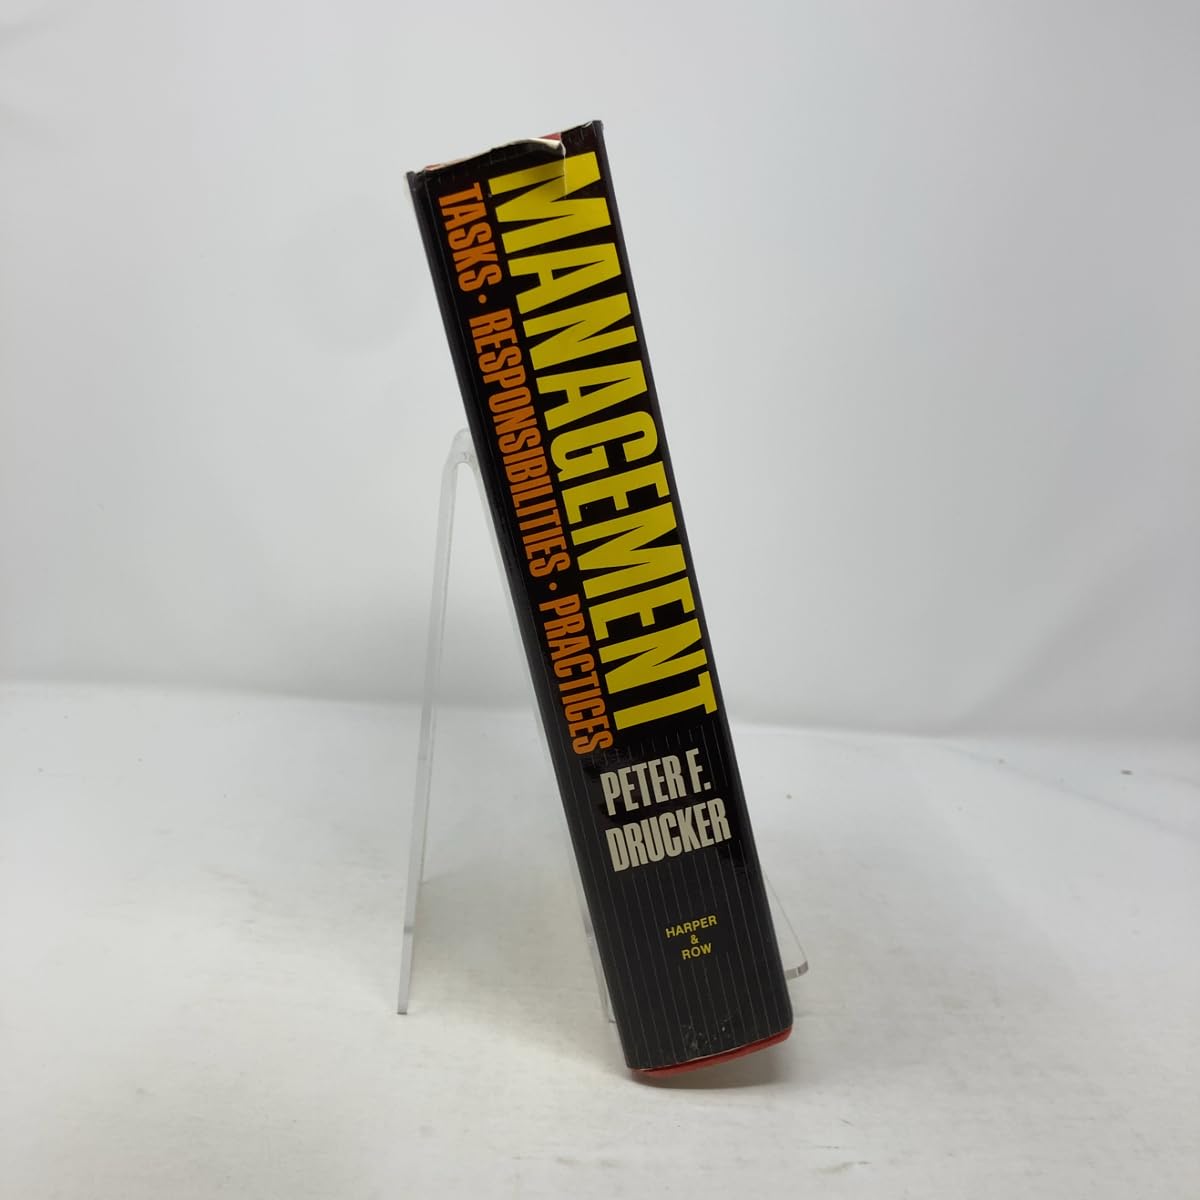 MANAGEMENT
TASKS · RESPONSIBILITIES · PRACTICES
PETER F.
DRUCKER
HARPER
&
ROW